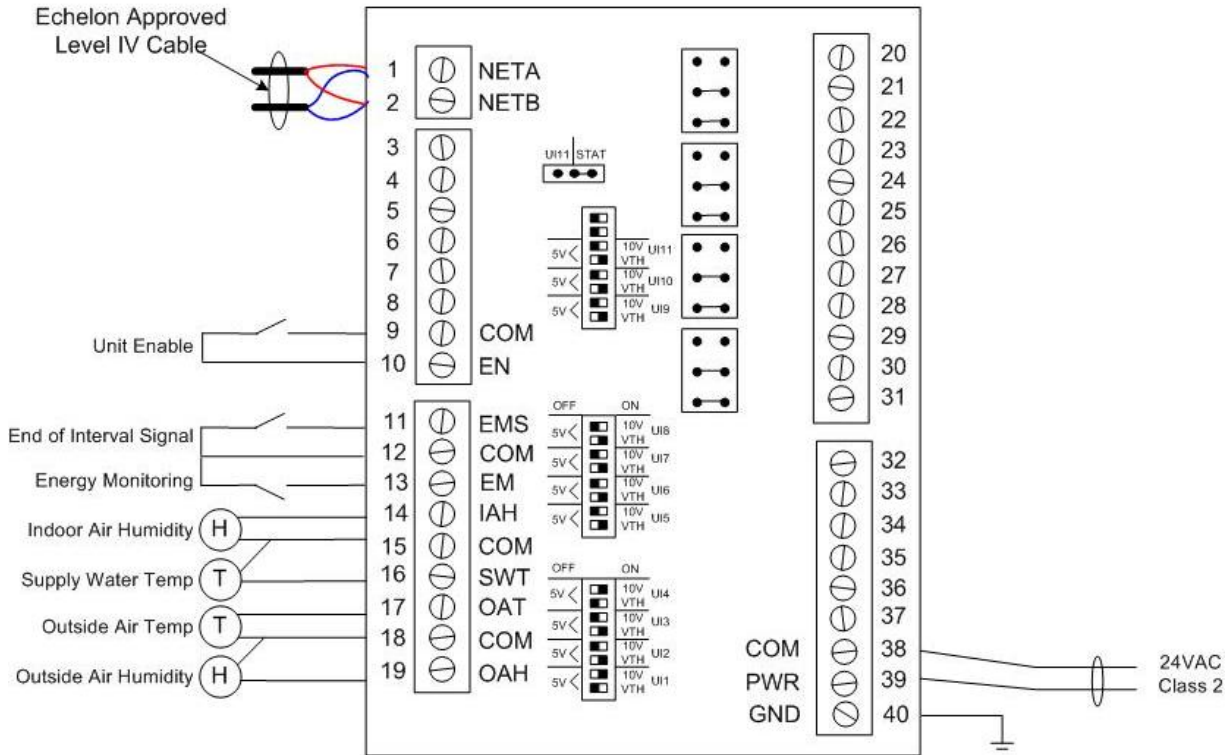 Echelon Approved
Level IV Cable
1 NETA
2 NETB
3
4
5
6
7
8
Unit Enable
9 COM
10 EN
End of Interval Signal
11 EMS
12 COM
Energy Monitoring
13 EM
Indoor Air Humidity
H
14 IAH
15 COM
Supply Water Temp
T
16 SWT
Outside Air Temp
T
17 OAT
18 COM
Outside Air Humidity
H
19 OAH
UI11 STAT
5V 10V UI11
VTH
5V 10V UI10
VTH
5V 10V UI9
VTH
OFF ON
5V 10V UI8
VTH
5V 10V UI7
VTH
5V 10V UI6
VTH
5V 10V UI5
VTH
OFF ON
5V 10V UI4
VTH
5V 10V UI3
VTH
5V 10V UI2
VTH
5V 10V UI1
VTH
20
21
22
23
24
25
26
27
28
29
30
31
32
33
34
35
36
37
COM 38
PWR 39
GND 40
24VAC
Class 2